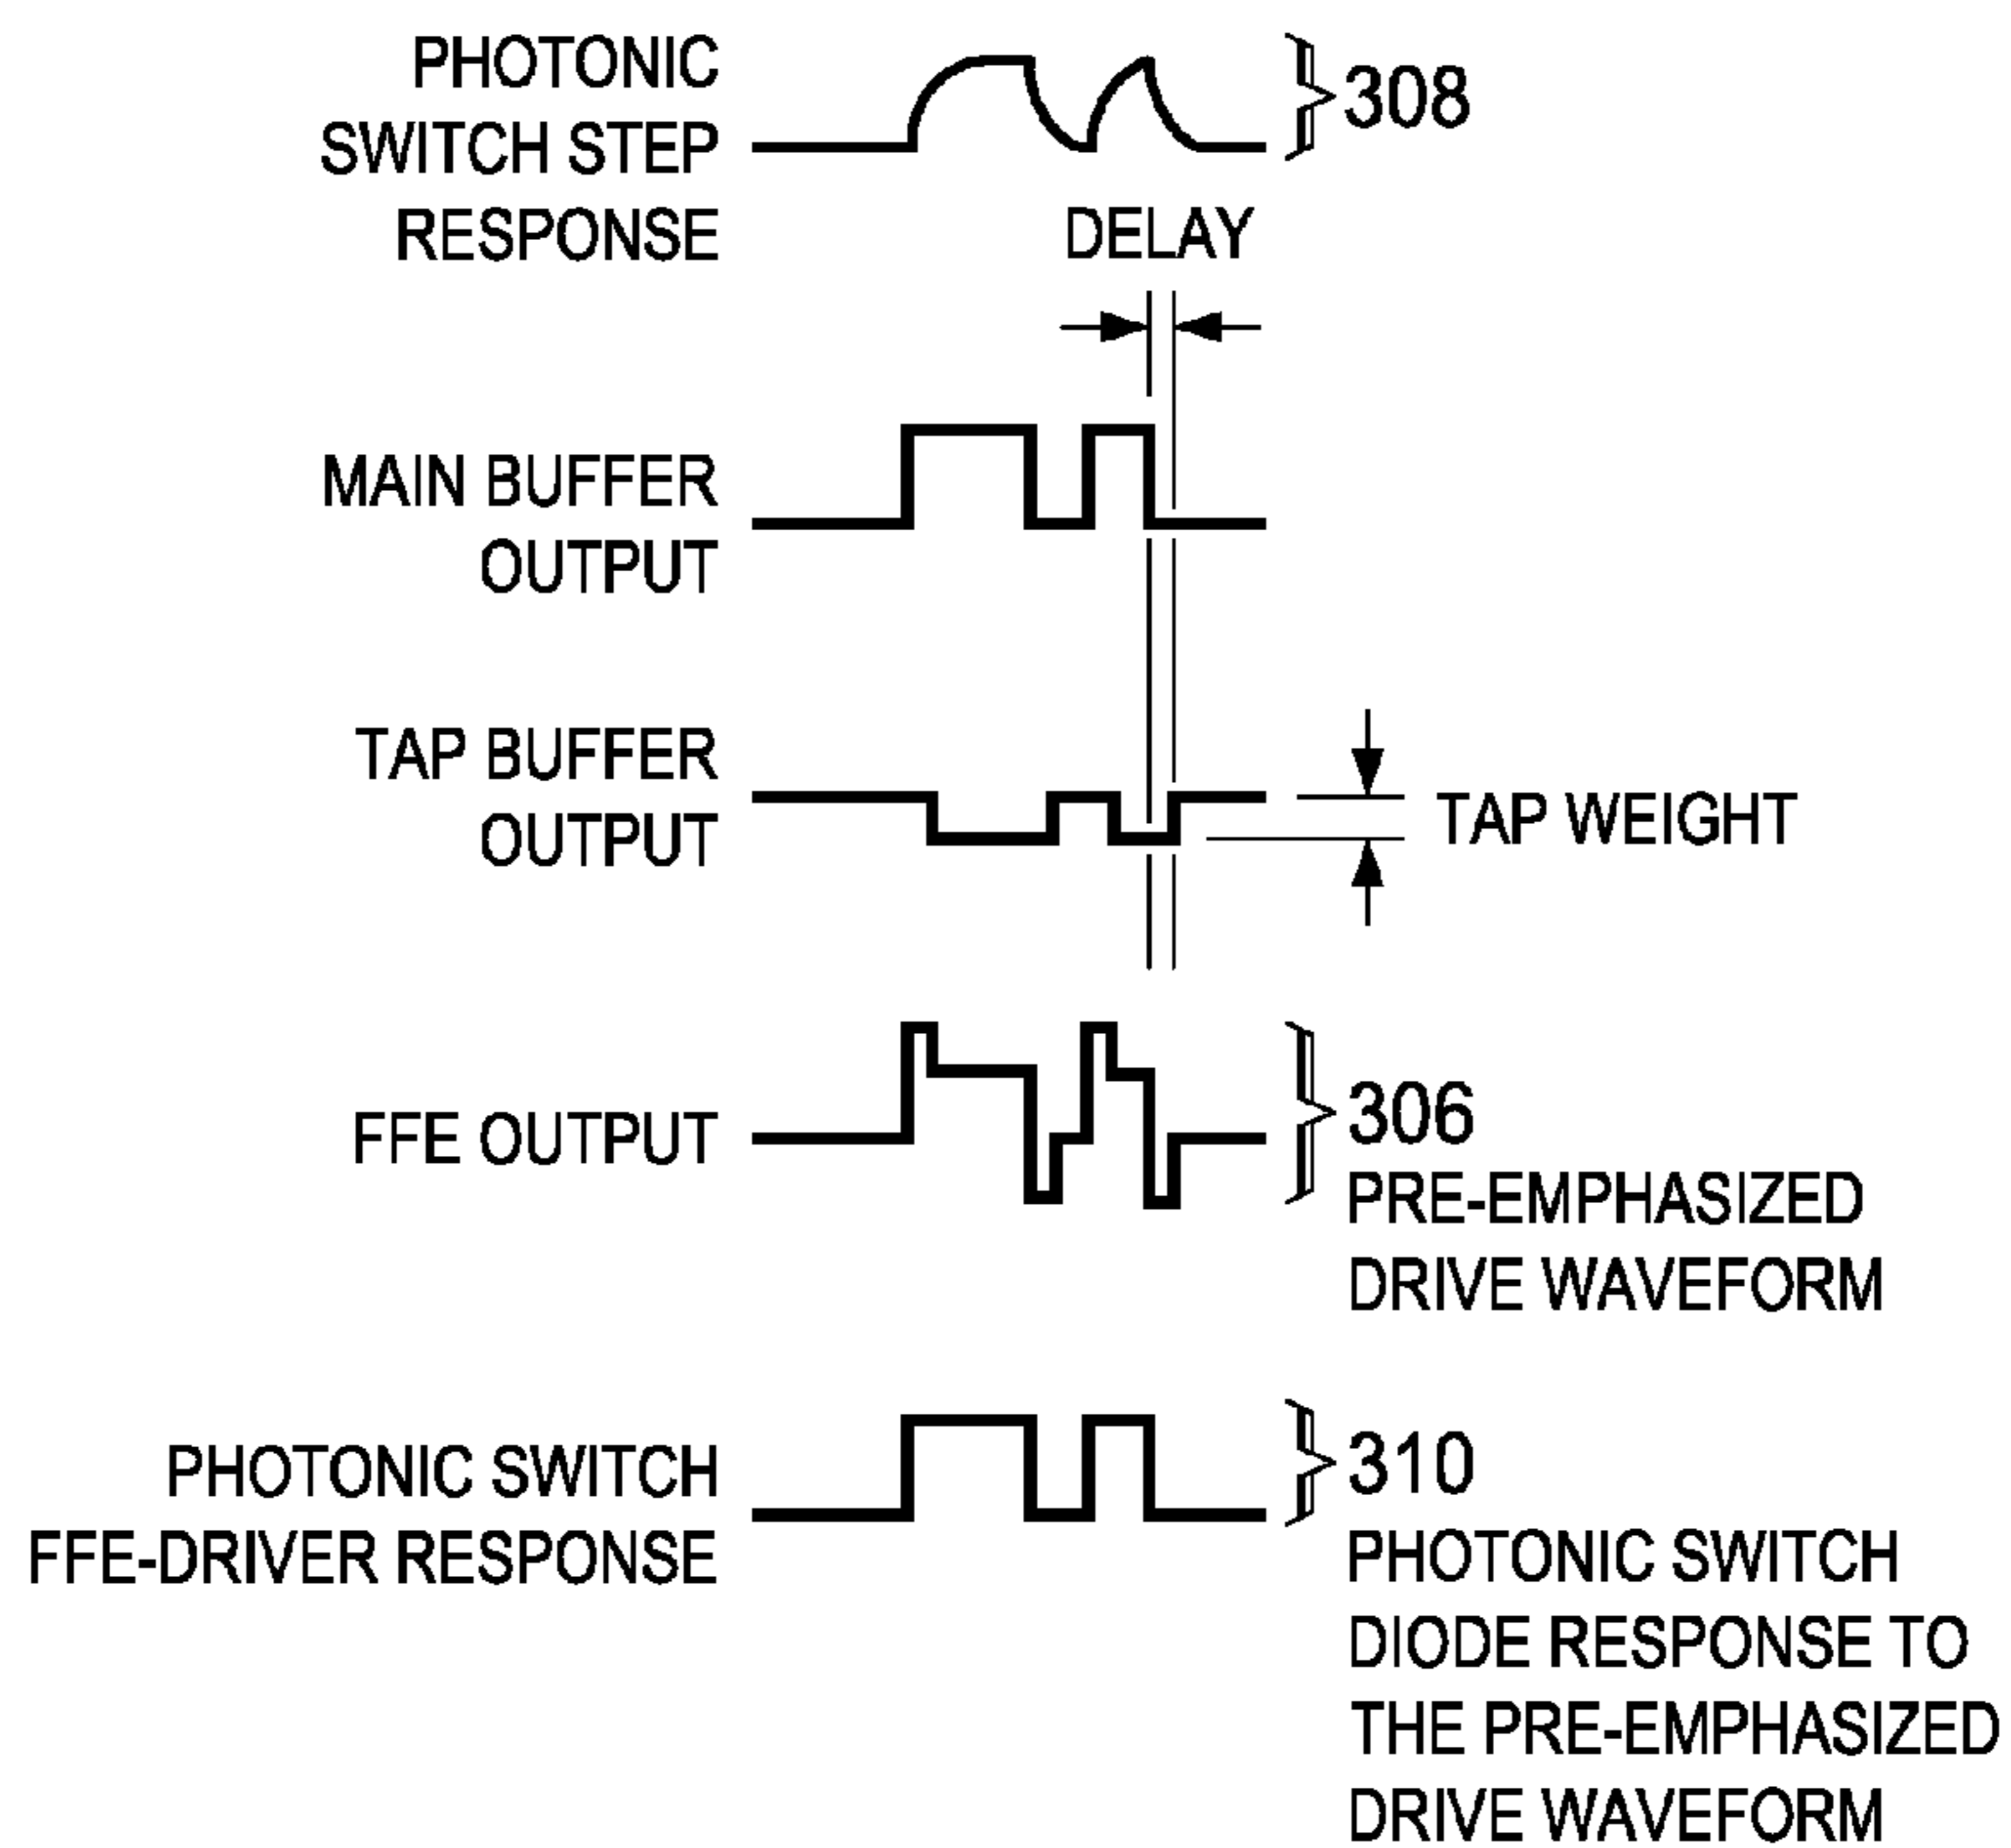 PHOTONIC
SWITCH STEP
RESPONSE
308
DELAY
MAIN BUFFER
OUTPUT
TAP BUFFER
OUTPUT
TAP WEIGHT
FFE OUTPUT
306
PRE-EMPHASIZED
DRIVE WAVEFORM
PHOTONIC SWITCH
FFE-DRIVER RESPONSE
310
PHOTONIC SWITCH
DIODE RESPONSE TO
THE PRE-EMPHASIZED
DRIVE WAVEFORM